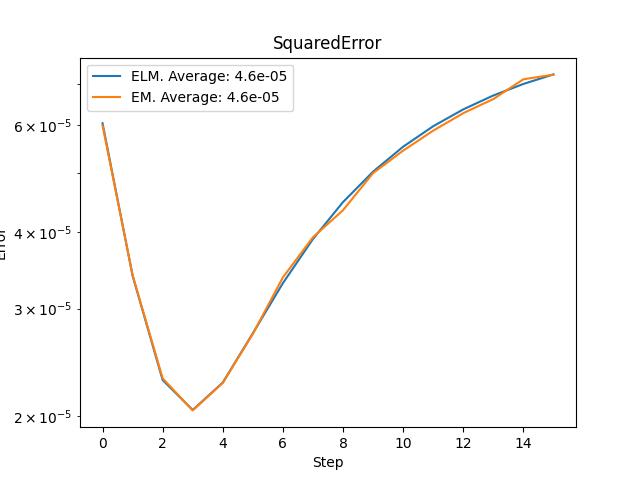 SquaredError
ELM. Average: 4.6e-05
EM. Average: 4.6e-05
6 × 10⁻⁵
4 × 10⁻⁵
3 × 10⁻⁵
2 × 10⁻⁵
Error
0 2 4 6 8 10 12 14
Step